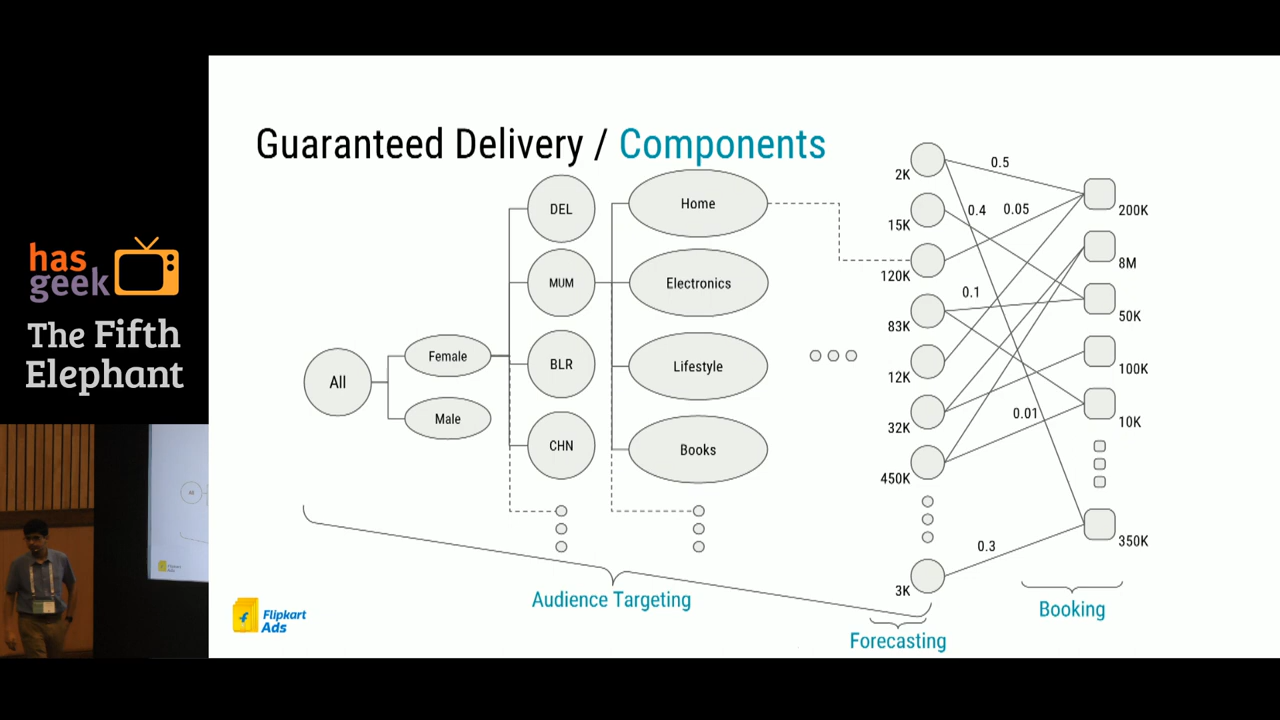 has
geek
The Fifth
Elephant
Guaranteed Delivery / Components
All
Female
Male
DEL
MUM
BLR
CHN
Home
Electronics
Lifestyle
Books
2K
15K
120K
83K
12K
32K
450K
3K
0.5
0.4
0.05
0.1
0.01
0.3
200K
8M
50K
100K
10K
350K
Audience Targeting
Forecasting
Booking
Flipkart
Ads